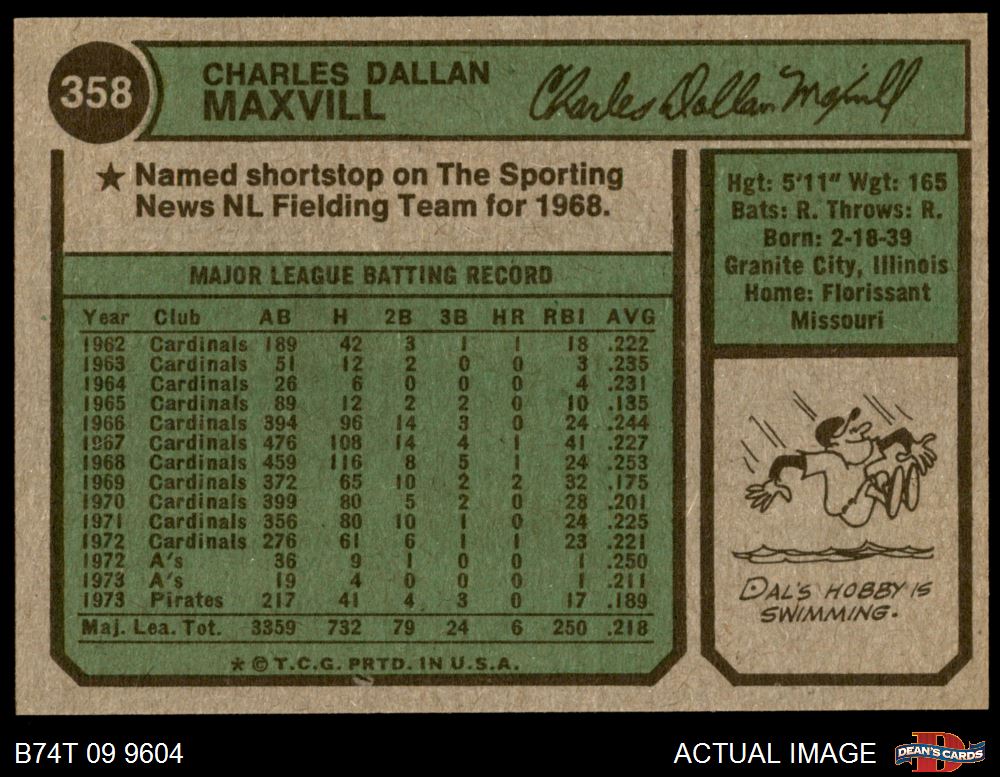 358
CHARLES DALLAN
MAXVILL
Charles Dallan Maxvill
★ Named shortstop on The Sporting
News NL Fielding Team for 1968.
MAJOR LEAGUE BATTING RECORD
Year Club AB H 2B 3B HR RBI AVG
1962 Cardinals 189 42 3 1 1 18 .222
1963 Cardinals 51 12 2 0 0 3 .235
1964 Cardinals 26 6 0 0 0 4 .231
1965 Cardinals 89 12 2 2 0 10 .135
1966 Cardinals 394 96 14 3 0 24 .244
1967 Cardinals 476 108 14 4 1 41 .227
1968 Cardinals 459 116 8 5 1 24 .253
1969 Cardinals 372 65 10 2 2 32 .175
1970 Cardinals 399 80 5 2 0 28 .201
1971 Cardinals 356 80 10 1 0 24 .225
1972 Cardinals 276 61 6 1 1 23 .221
1972 A's 36 9 1 0 0 1 .250
1973 A's 19 4 0 0 0 1 .211
1973 Pirates 217 41 4 3 0 17 .189
Maj. Lea. Tot. 3359 732 79 24 6 250 .218
★ © T.C.G. PRTD. IN U.S.A.
Hgt: 5'11" Wgt: 165
Bats: R. Throws: R.
Born: 2-18-39
Granite City, Illinois
Home: Florissant
Missouri
DAL'S HOBBY IS
SWIMMING.
B74T 09 9604
ACTUAL IMAGE
D
DEAN'S CARDS